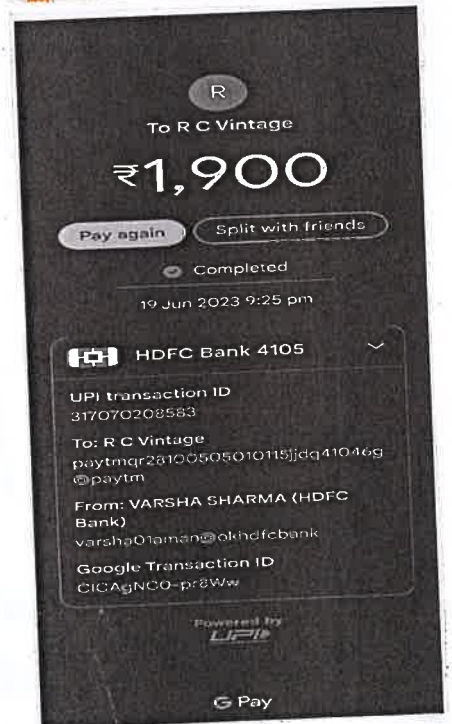 R
To R C Vintage
₹1,900
Pay again
Split with friends
Completed
19 Jun 2023 9:25 pm
HDFC Bank 4105
UPI transaction ID
317070208583
To: R C Vintage
paytmqr28100505010115jjdq41046g
@paytm
From: VARSHA SHARMA (HDFC
Bank)
varsha01aman@okhdfcbank
Google Transaction ID
CICAgNCO-pr8Ww
Powered by
UPI
G Pay